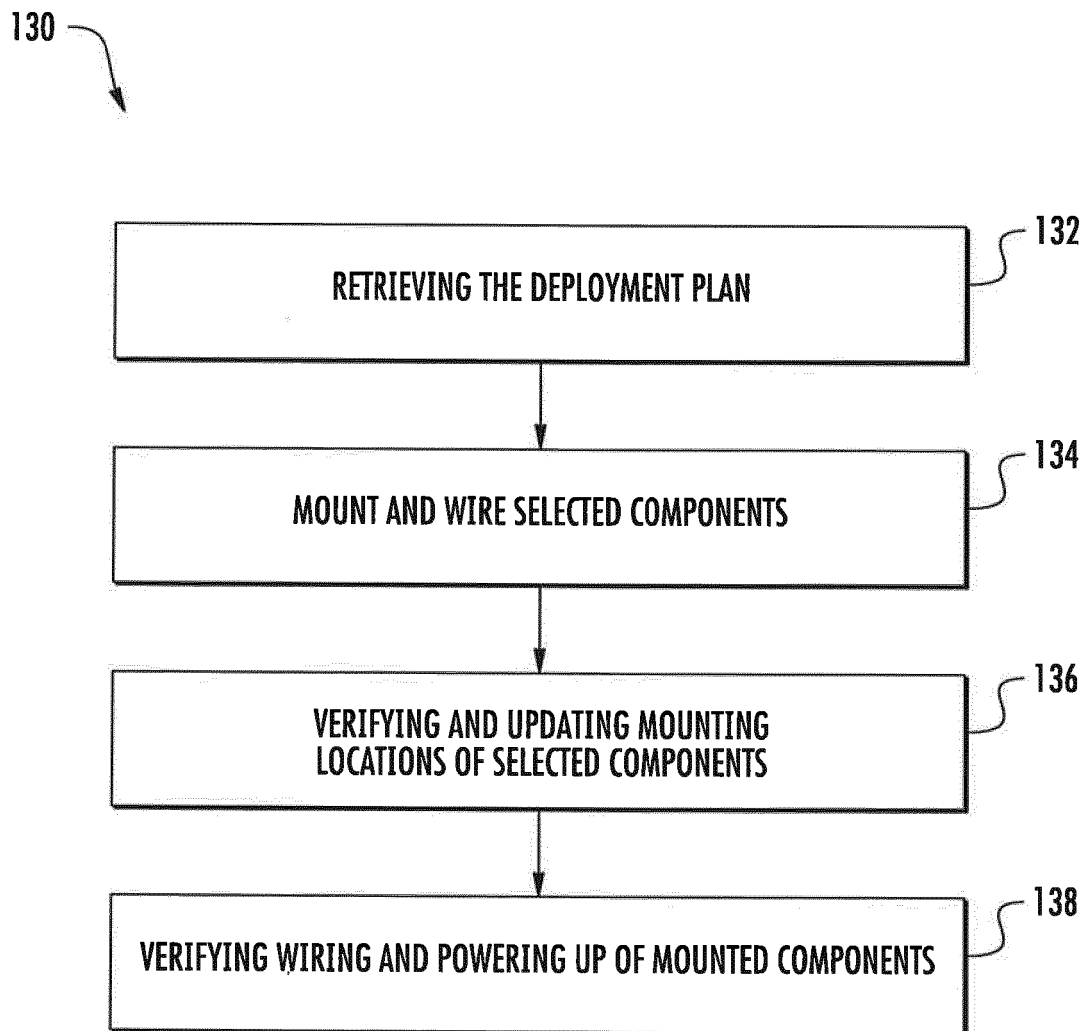 130
132
RETRIEVING THE DEPLOYMENT PLAN
134
MOUNT AND WIRE SELECTED COMPONENTS
136
VERIFYING AND UPDATING MOUNTING
LOCATIONS OF SELECTED COMPONENTS
138
VERIFYING WIRING AND POWERING UP OF MOUNTED COMPONENTS